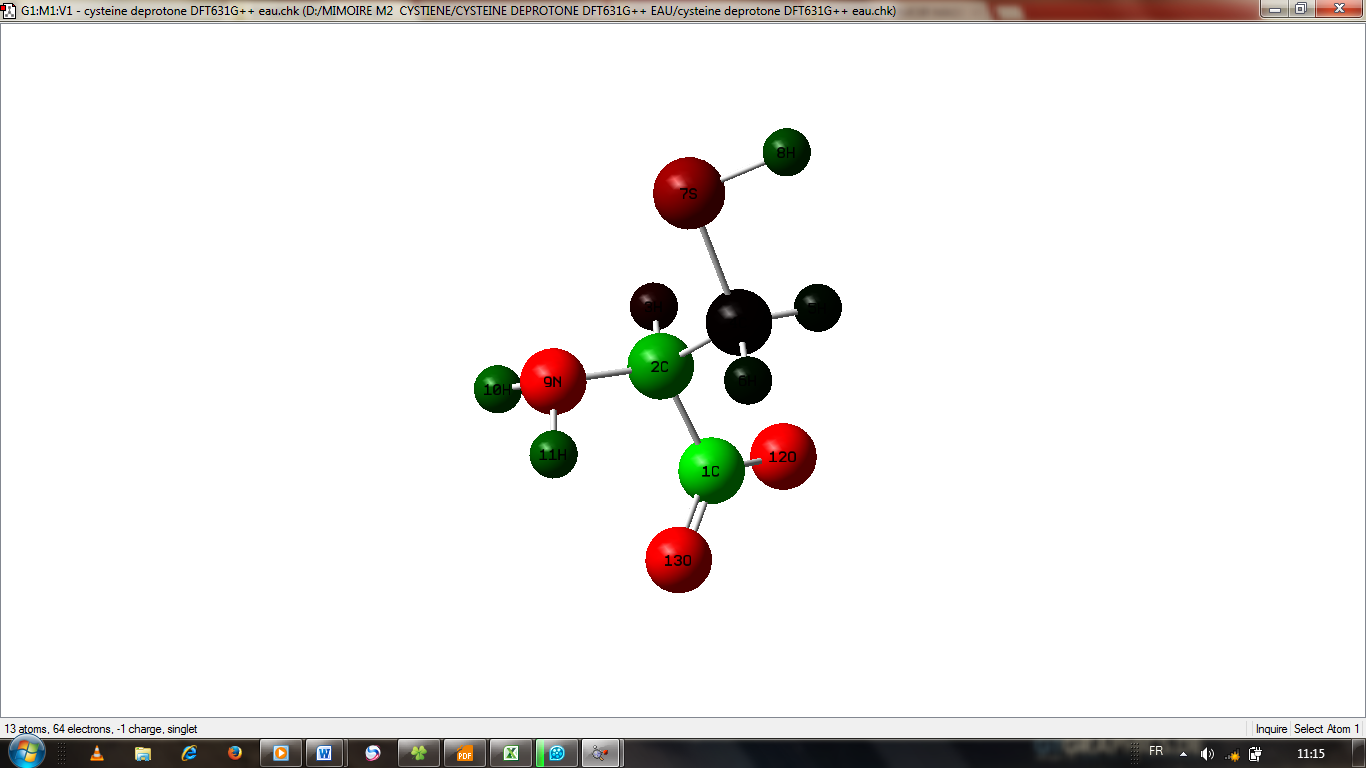 G1:M1:V1 - cysteine deprotone DFT631G++ eau.chk (D:/MIMOIRE M2  CYSTIENE/CYSTEINE DEPROTONE DFT631G++ EAU/cysteine deprotone DFT631G++ eau.chk)
8H
7S
2C
9N
10H
11H
1C
12O
13O
13 atoms, 64 electrons, -1 charge, singlet
Inquire
Select Atom 1
W
PDF
X
FR
11:15